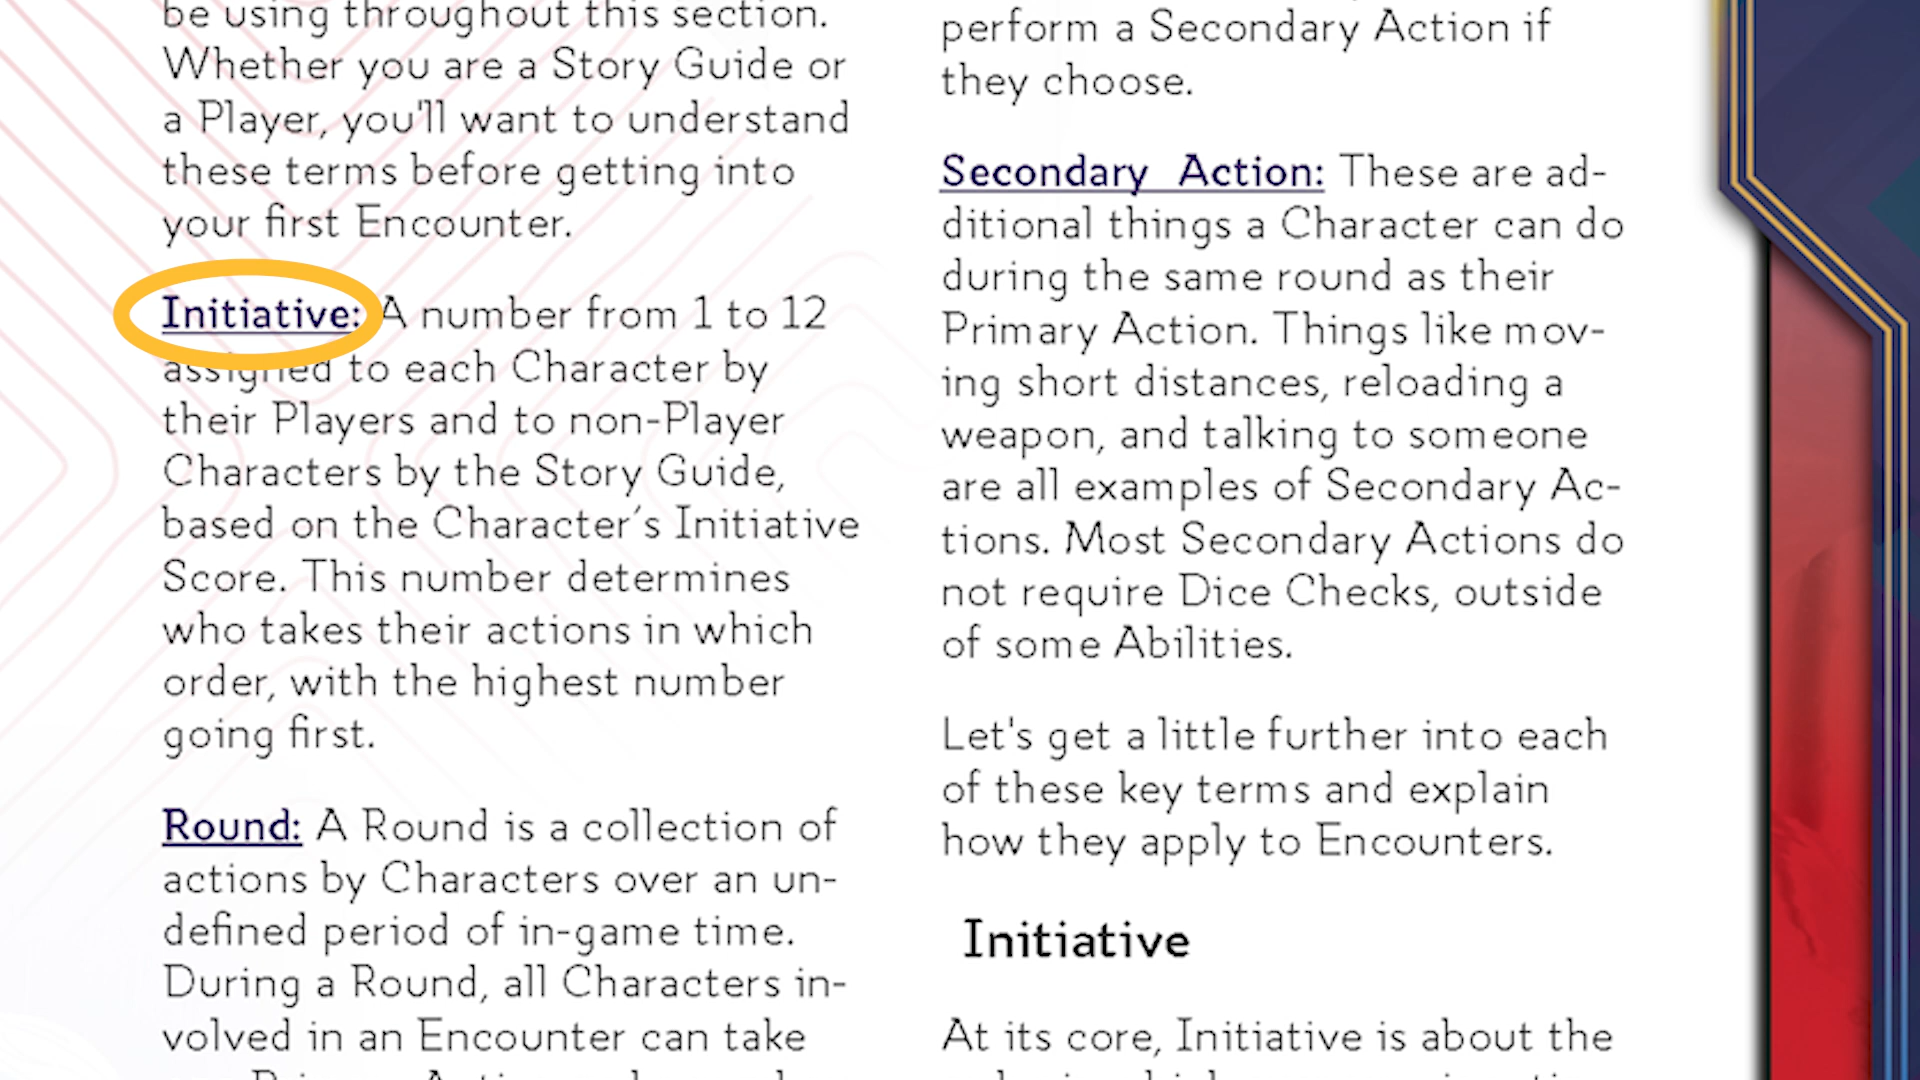 be using throughout this section.
Whether you are a Story Guide or
a Player, you'll want to understand
these terms before getting into
your first Encounter.
Initiative: A number from 1 to 12
assigned to each Character by
their Players and to non-Player
Characters by the Story Guide,
based on the Character's Initiative
Score. This number determines
who takes their actions in which
order, with the highest number
going first.
Round: A Round is a collection of
actions by Characters over an un-
defined period of in-game time.
During a Round, all Characters in-
volved in an Encounter can take
perform a Secondary Action if
they choose.
Secondary Action: These are ad-
ditional things a Character can do
during the same round as their
Primary Action. Things like mov-
ing short distances, reloading a
weapon, and talking to someone
are all examples of Secondary Ac-
tions. Most Secondary Actions do
not require Dice Checks, outside
of some Abilities.
Let's get a little further into each
of these key terms and explain
how they apply to Encounters.
Initiative
At its core, Initiative is about the